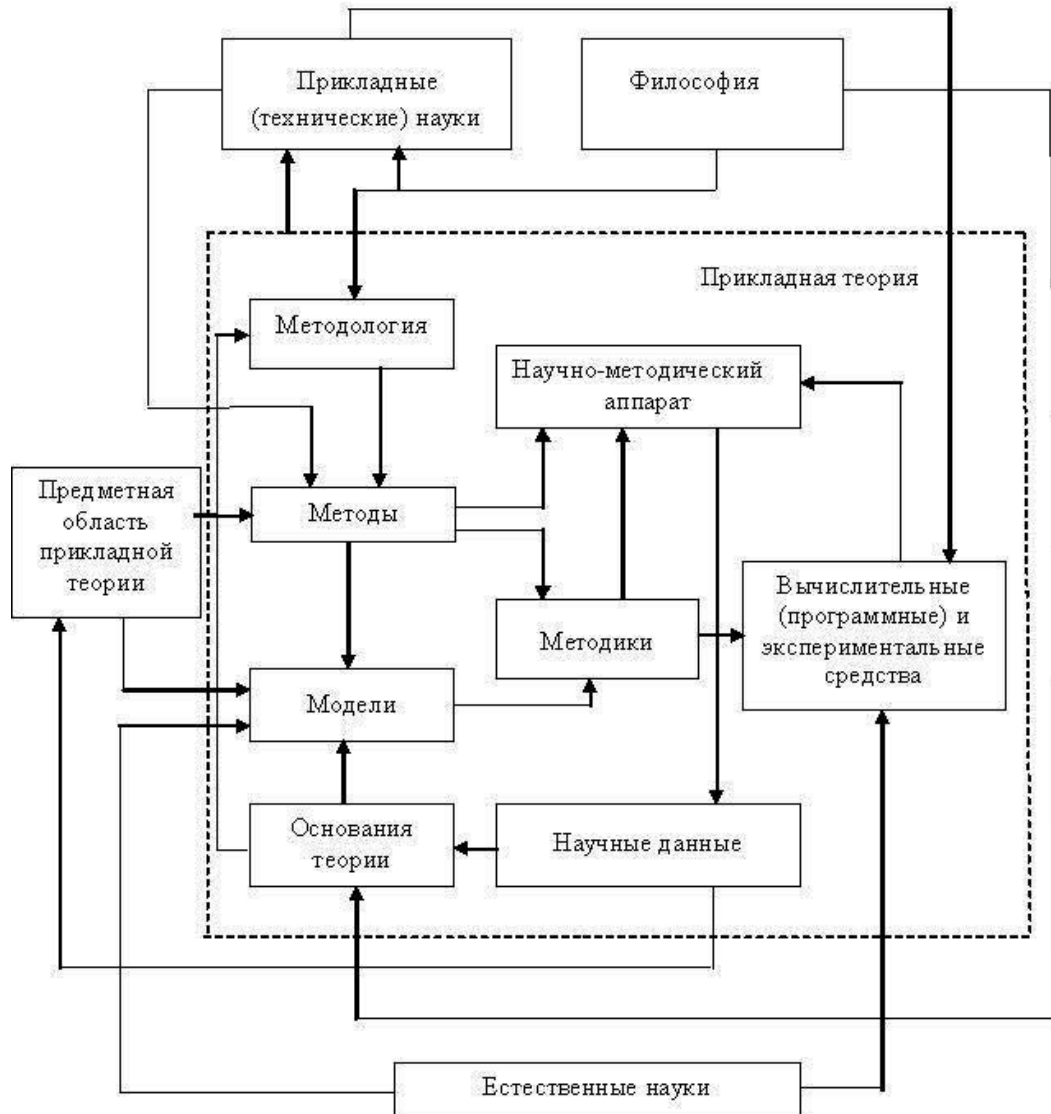 Прикладные
(технические) науки
Философия
Прикладная теория
Методология
Научно-методический
аппарат
Предметная
область
прикладной
теории
Методы
Вычислительные
(программные) и
экспериментальные
средства
Методики
Модели
Основания
теории
Научные данные
Естественные науки